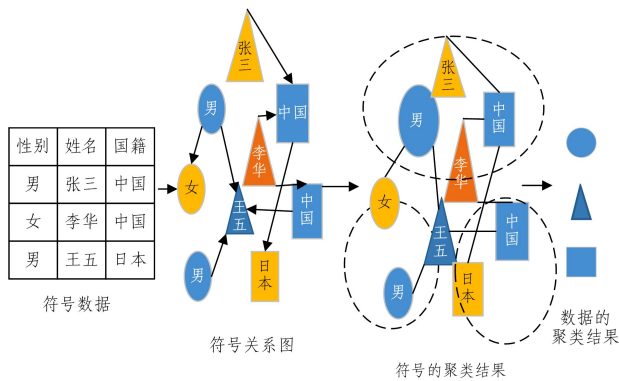 性别 姓名 国籍
男 张三 中国
女 李华 中国
男 王五 日本
符号数据
张三
男
中国
李华
女
王五
中国
男
日本
符号关系图
张三
男
中国
李华
女
王五
中国
男
日本
符号的聚类结果
数据的
聚类结果